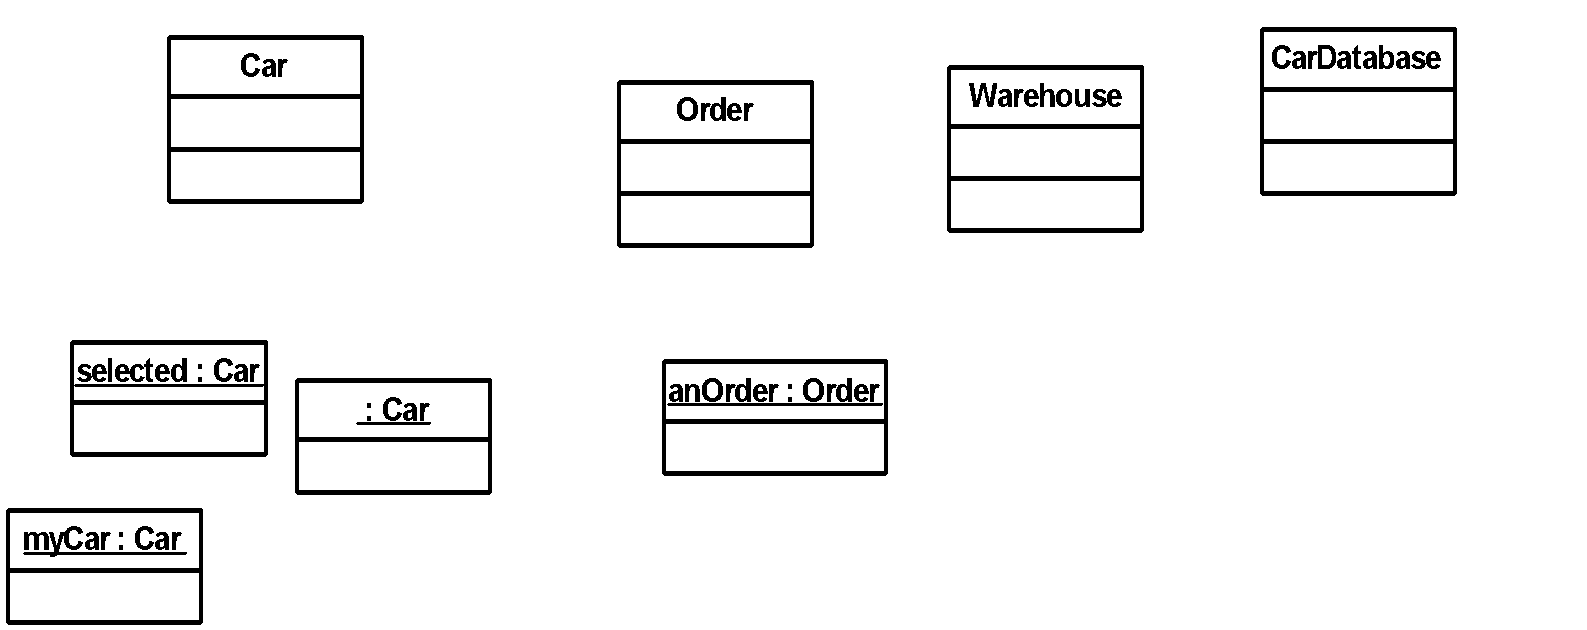 Car
Order
Warehouse
CarDatabase
selected : Car
: Car
anOrder : Order
myCar : Car